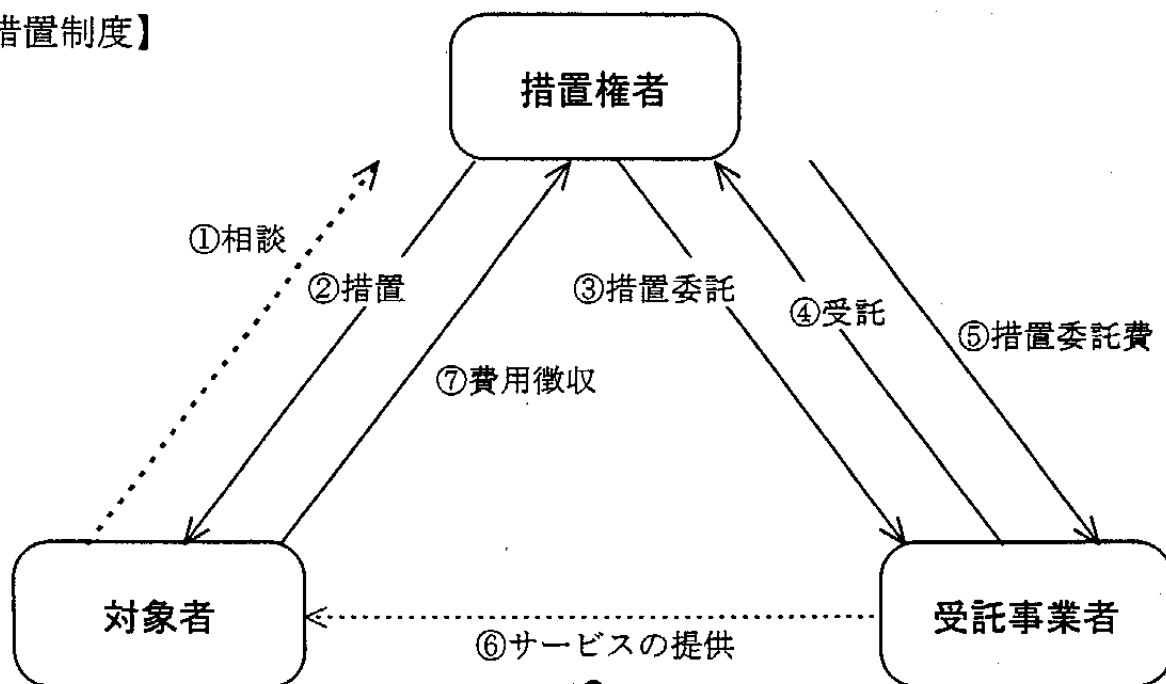 措置制度】
措置権者
①相談
②措置
③措置委託
④受託
⑤措置委託費
⑦費用徴収
対象者
受託事業者
⑥サービスの提供